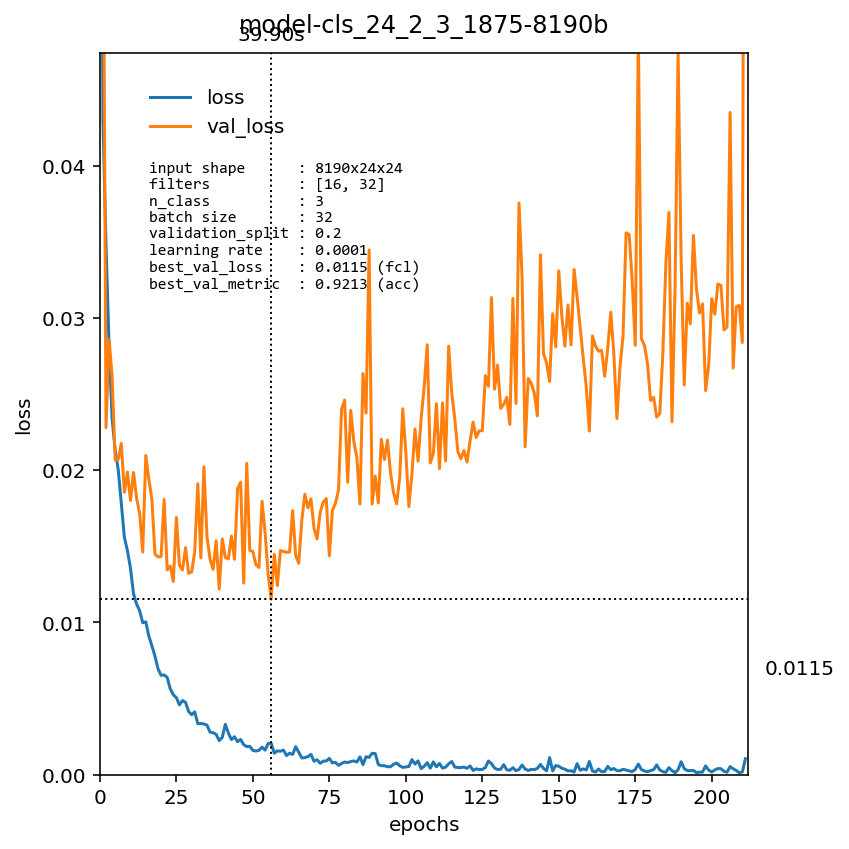 model-cls_24_2_3_1875-8190b
39.90s
loss
val_loss
input shape : 8190x24x24
filters : [16, 32]
n_class : 3
batch size : 32
validation_split : 0.2
learning rate : 0.0001
best_val_loss : 0.0115 (fcl)
best_val_metric : 0.9213 (acc)
0.04
0.03
0.02
0.01
0.00
loss
0.0115
0 25 50 75 100 125 150 175 200
epochs